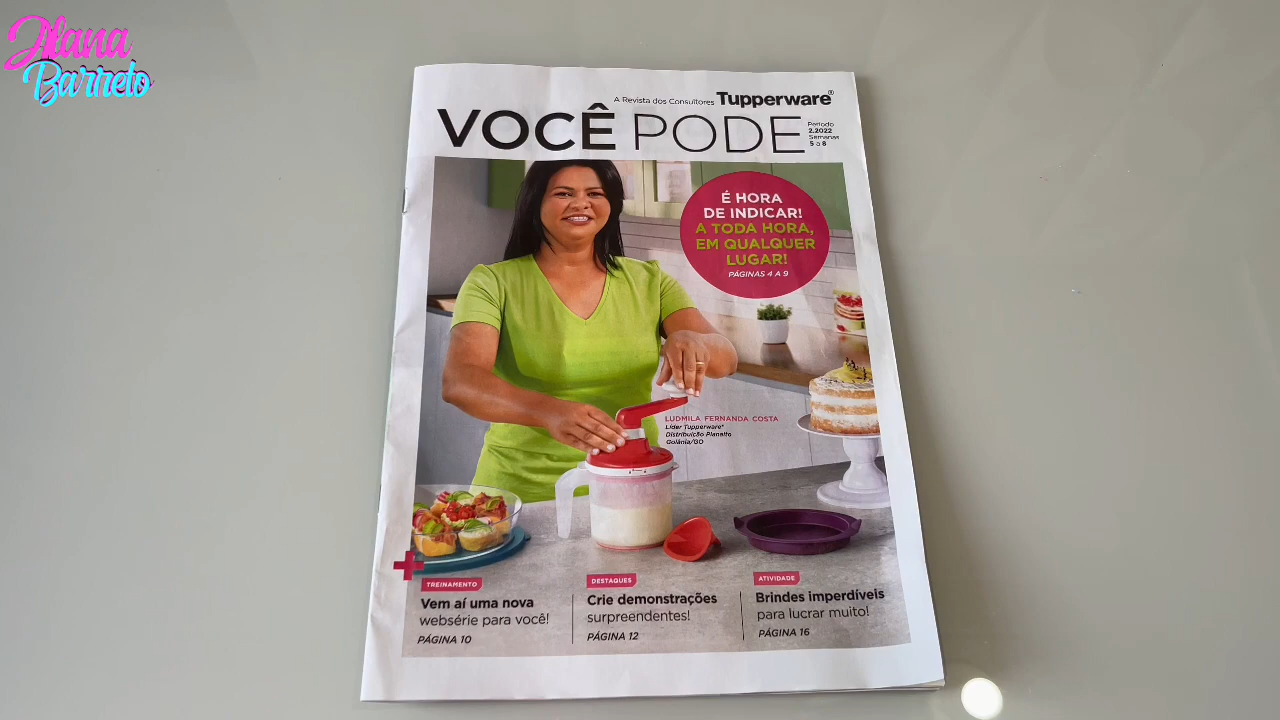 Alana
Barreto
A Revista dos Consultores Tupperware®
VOCÊ PODE
Período
2.2022
Semanas
5 a 8
É HORA
DE INDICAR!
A TODA HORA,
EM QUALQUER
LUGAR!
PÁGINAS 4 A 9
LUDMILA FERNANDA COSTA
Líder Tupperware®
Distribuição Planalto
Goiânia/GO
TREINAMENTO
Vem aí uma nova
websérie para você!
PÁGINA 10
DESTAQUES
Crie demonstrações
surpreendentes!
PÁGINA 12
ATIVIDADE
Brindes imperdíveis
para lucrar muito!
PÁGINA 16